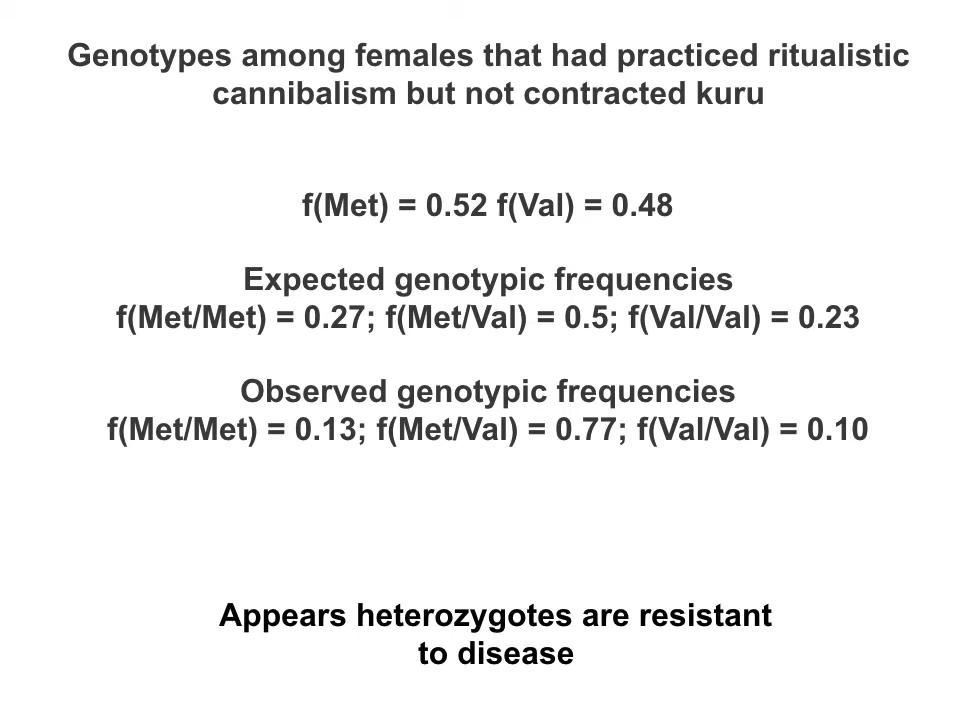 Genotypes among females that had practiced ritualistic
cannibalism but not contracted kuru
f(Met) = 0.52 f(Val) = 0.48
Expected genotypic frequencies
f(Met/Met) = 0.27; f(Met/Val) = 0.5; f(Val/Val) = 0.23
Observed genotypic frequencies
f(Met/Met) = 0.13; f(Met/Val) = 0.77; f(Val/Val) = 0.10
Appears heterozygotes are resistant
to disease